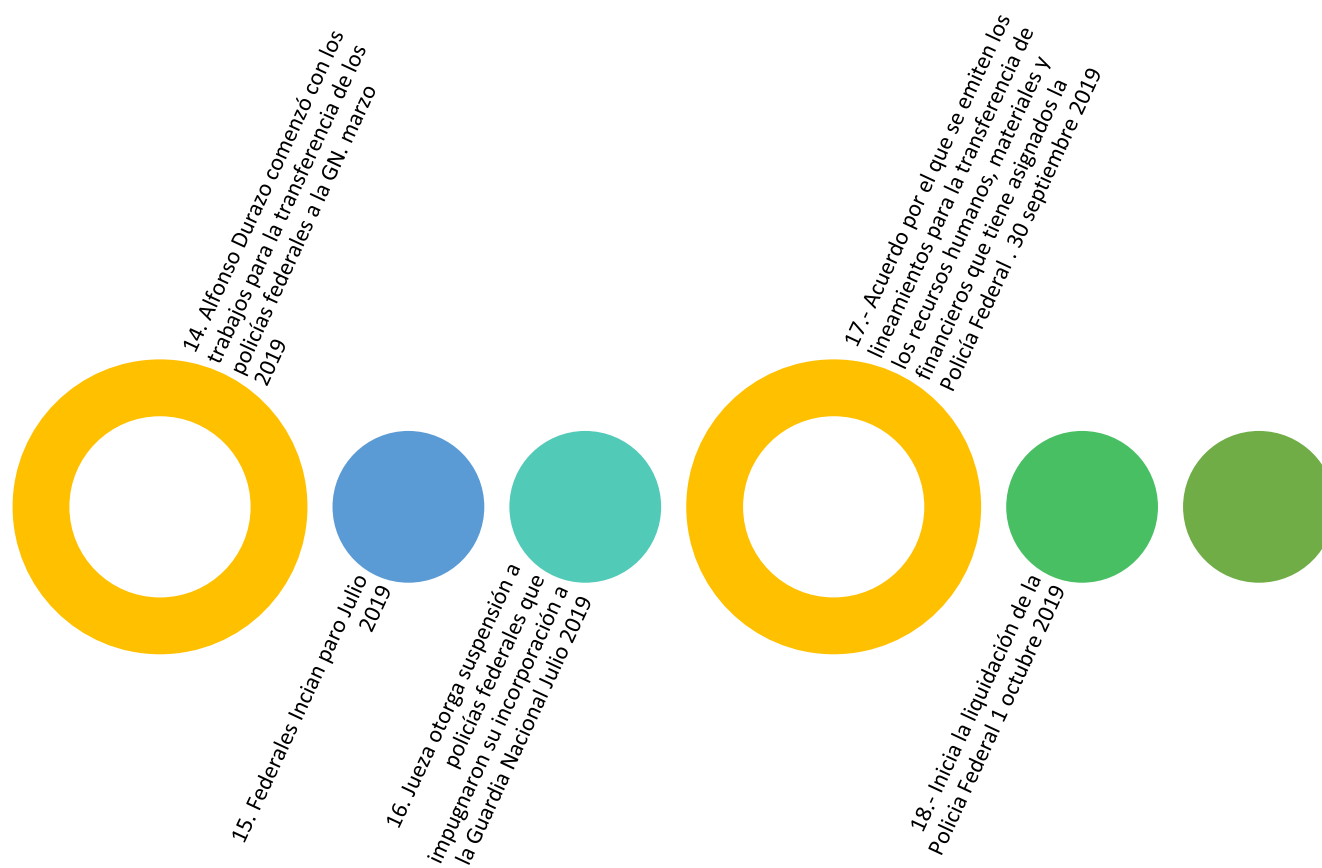 14. Alfonso Durazo comenzó con los
trabajos para la transferencia de los
policías federales a la GN. marzo
2019
15. Federales Incian paro Julio
2019
16. Jueza otorga suspensión a
policías federales que
impugnaron su incorporación a
la Guardia Nacional Julio 2019
17.- Acuerdo por el que se emiten los
lineamientos para la transferencia de
los recursos humanos, materiales y
financieros que tiene asignados la
Policía Federal . 30 septiembre 2019
18.- Inicia la liquidación de la
Policia Federal 1 octubre 2019